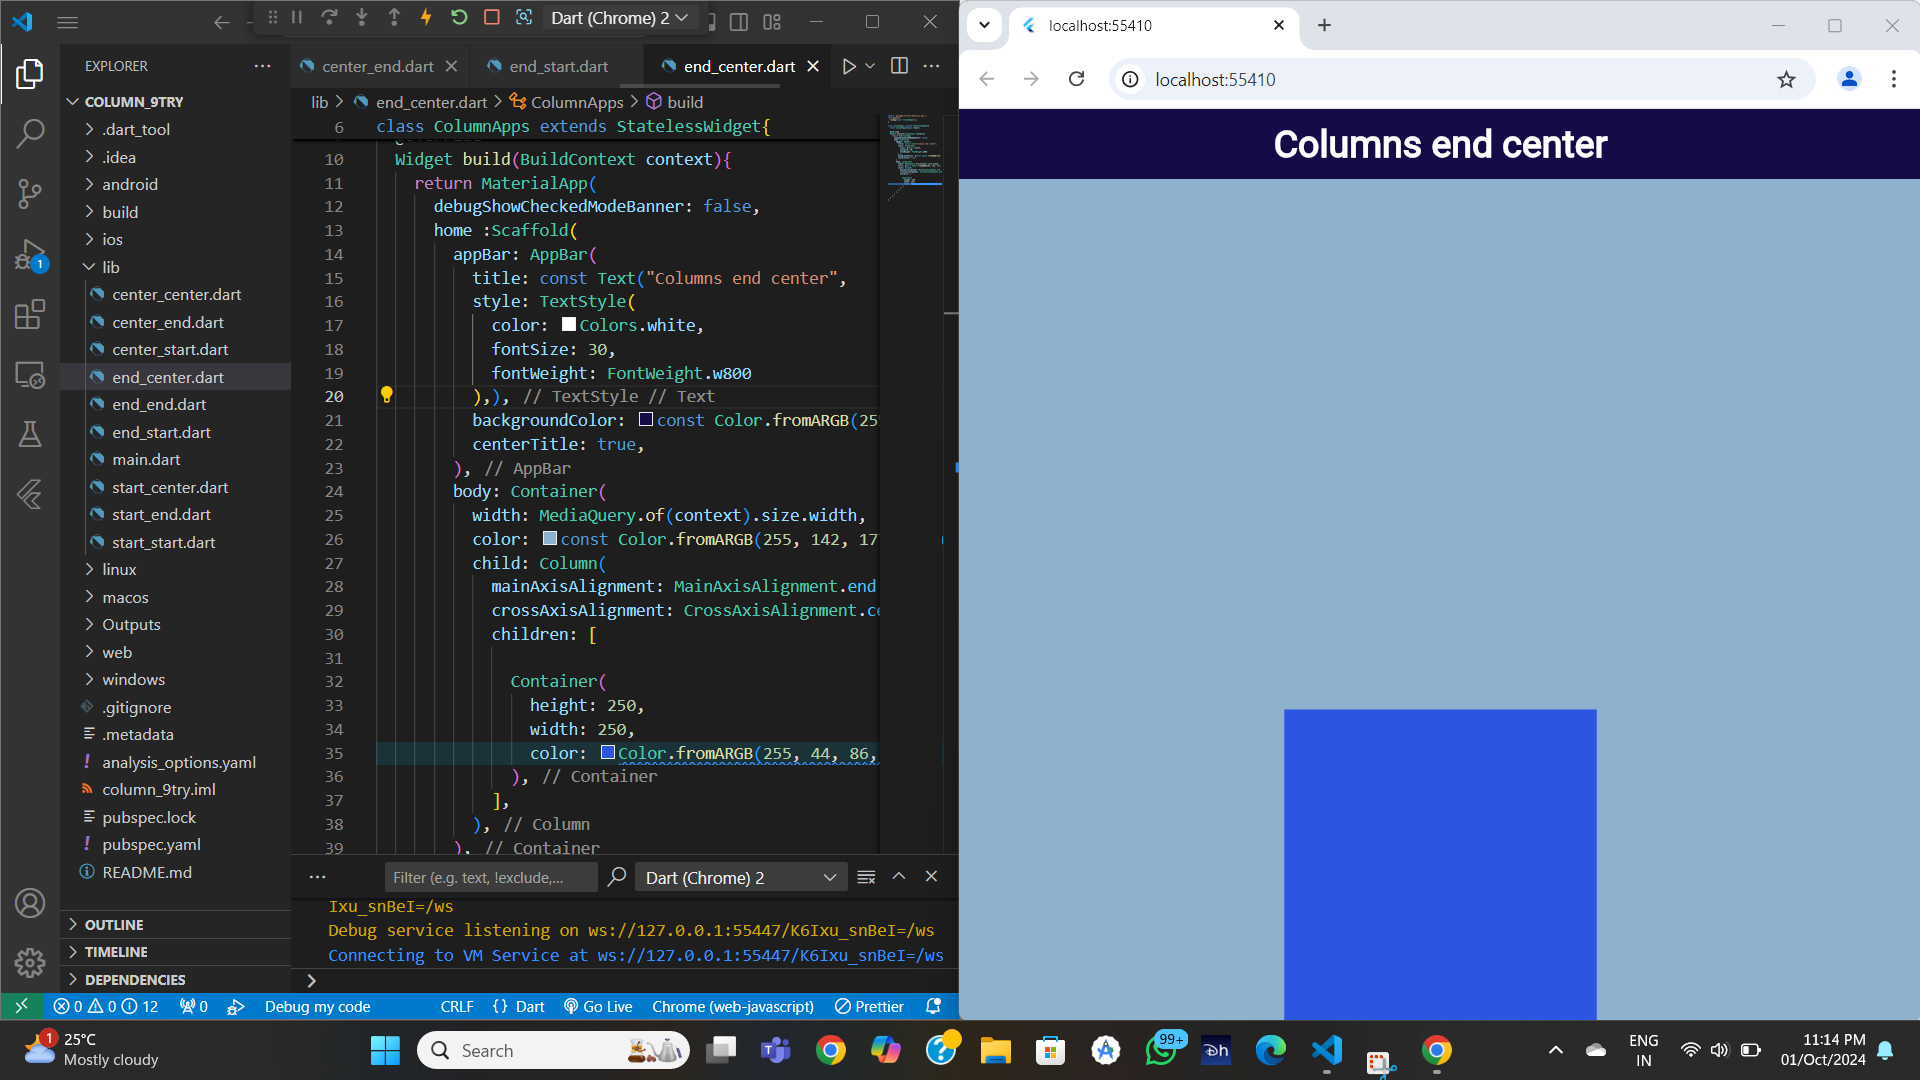 Dart (Chrome) 2
EXPLORER
COLUMN_9TRY
.dart_tool
.idea
android
build
ios
lib
center_center.dart
center_end.dart
center_start.dart
end_center.dart
end_end.dart
end_start.dart
main.dart
start_center.dart
start_end.dart
start_start.dart
linux
macos
Outputs
web
windows
.gitignore
.metadata
analysis_options.yaml
column_9try.iml
pubspec.lock
pubspec.yaml
README.md
OUTLINE
TIMELINE
DEPENDENCIES
center_end.dart end_start.dart end_center.dart
lib > end_center.dart > ColumnApps > build
6 class ColumnApps extends StatelessWidget{
10 Widget build(BuildContext context){
11 return MaterialApp(
12 debugShowCheckedModeBanner: false,
13 home :Scaffold(
14 appBar: AppBar(
15 title: const Text("Columns end center",
16 style: TextStyle(
17 color: Colors.white,
18 fontSize: 30,
19 fontWeight: FontWeight.w800
20 ),), // TextStyle // Text
21 backgroundColor: const Color.fromARGB(25
22 centerTitle: true,
23 ), // AppBar
24 body: Container(
25 width: MediaQuery.of(context).size.width,
26 color: const Color.fromARGB(255, 142, 17
27 child: Column(
28 mainAxisAlignment: MainAxisAlignment.end
29 crossAxisAlignment: CrossAxisAlignment.ce
30 children: [
31
32 Container(
33 height: 250,
34 width: 250,
35 color: Color.fromARGB(255, 44, 86,
36 ), // Container
37 ],
38 ), // Column
39 ), // Container
Filter (e.g. text, !exclude,... Dart (Chrome) 2
Ixu_snBeI=/ws
Debug service listening on ws://127.0.0.1:55447/K6Ixu_snBeI=/ws
Connecting to VM Service at ws://127.0.0.1:55447/K6Ixu_snBeI=/ws
>
1
0 0 12 0 Debug my code CRLF {} Dart Go Live Chrome (web-javascript) Prettier
localhost:55410
localhost:55410
Columns end center
1
25°C
Mostly cloudy
Search
99+
Dh
ENG
IN
11:14 PM
01/Oct/2024